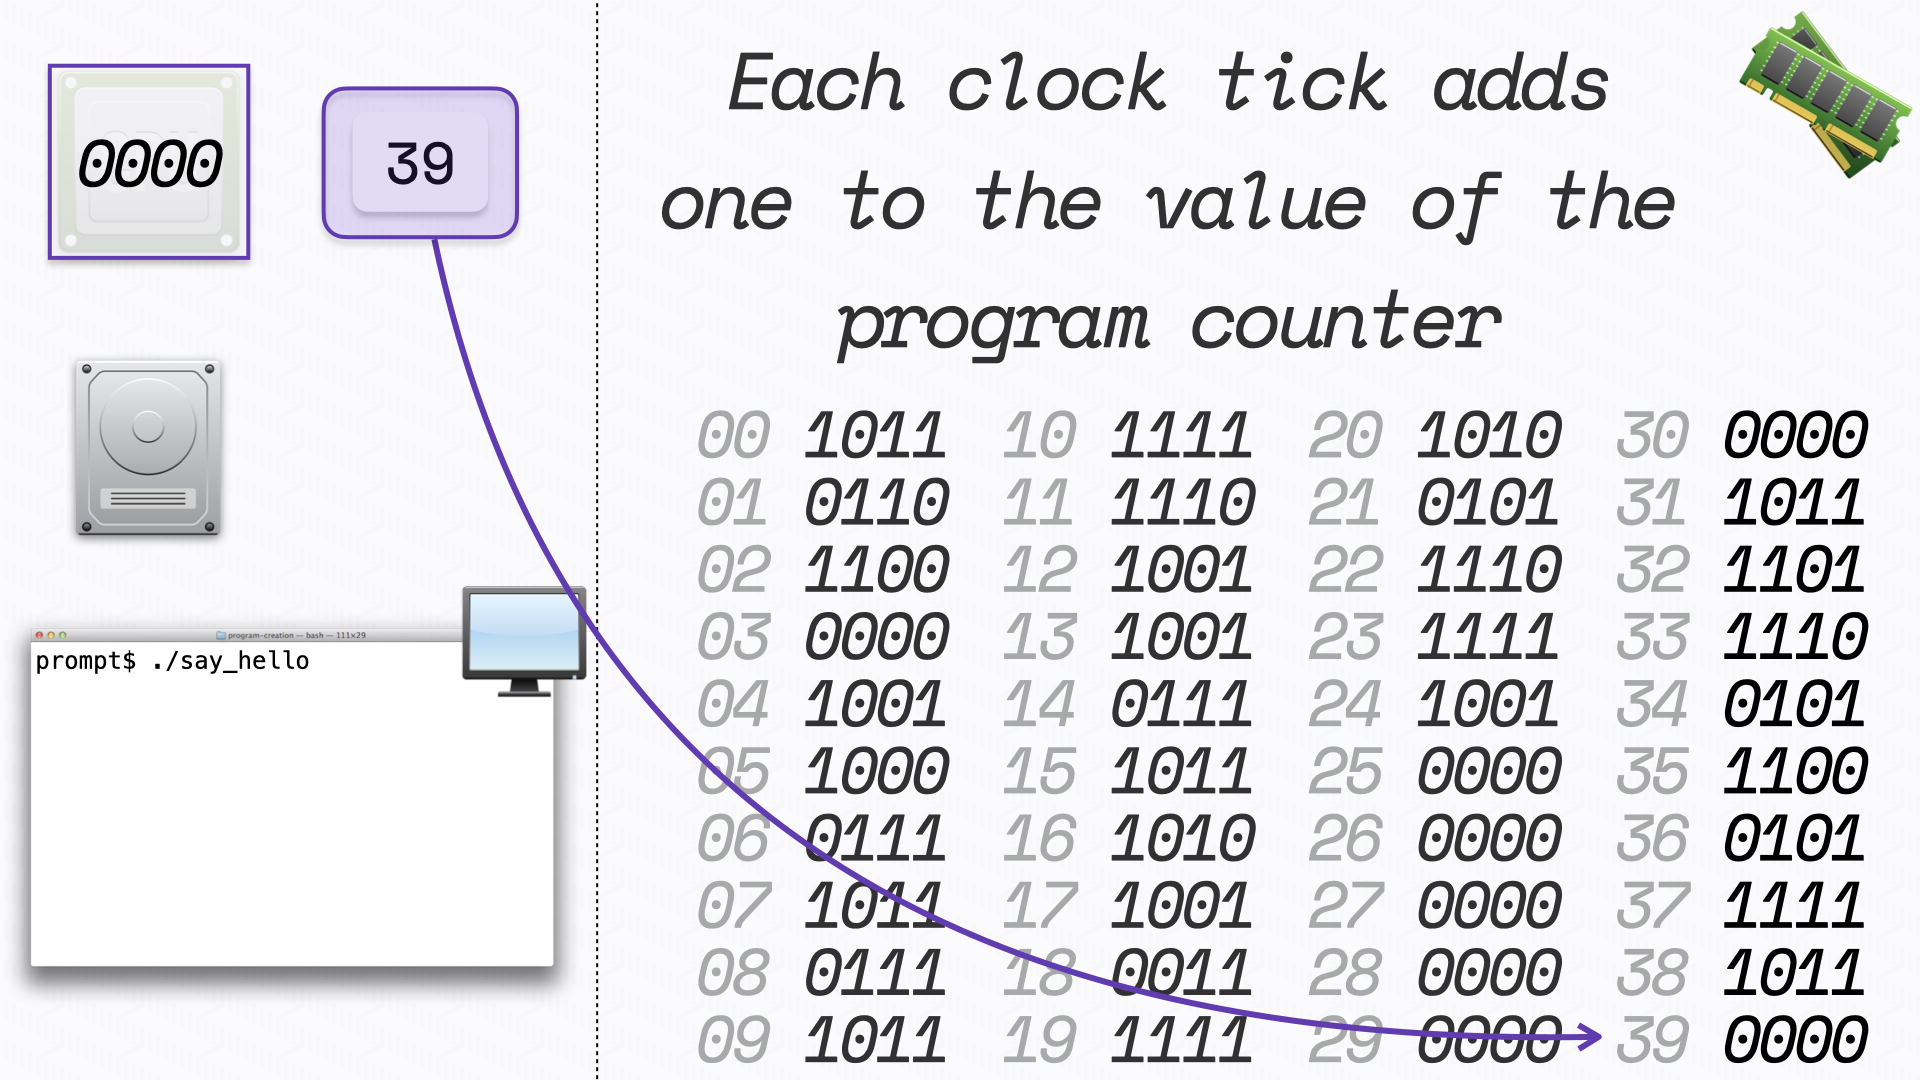 0000
39
program-creation — bash — 111×29
prompt$ ./say_hello
Each clock tick adds
one to the value of the
program counter
00 1011 10 1111 20 1010 30 0000
01 0110 11 1110 21 0101 31 1011
02 1100 12 1001 22 1110 32 1101
03 0000 13 1001 23 1111 33 1110
04 1001 14 0111 24 1001 34 0101
05 1000 15 1011 25 0000 35 1100
06 0111 16 1010 26 0000 36 0101
07 1011 17 1001 27 0000 37 1111
08 0111 18 0011 28 0000 38 1011
09 1011 19 1111 29 0000 39 0000